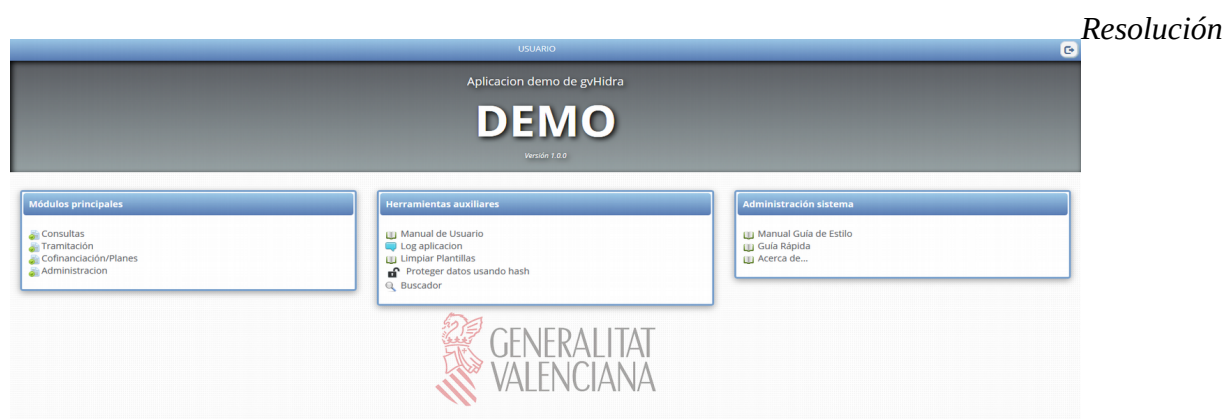 Resolución
USUARIO
Aplicacion demo de gvHidra
DEMO
Versión 1.0.0
Módulos principales
Consultas
Tramitación
Cofinanciación/Planes
Administracion
Herramientas auxiliares
Manual de Usuario
Log aplicacion
Limpiar Plantillas
Proteger datos usando hash
Buscador
Administración sistema
Manual Guía de Estilo
Guía Rápida
Acerca de...
GENERALITAT
VALENCIANA